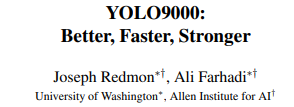 YOLO9000:
Better, Faster, Stronger
Joseph Redmon*†, Ali Farhadi*†
University of Washington*, Allen Institute for AI†